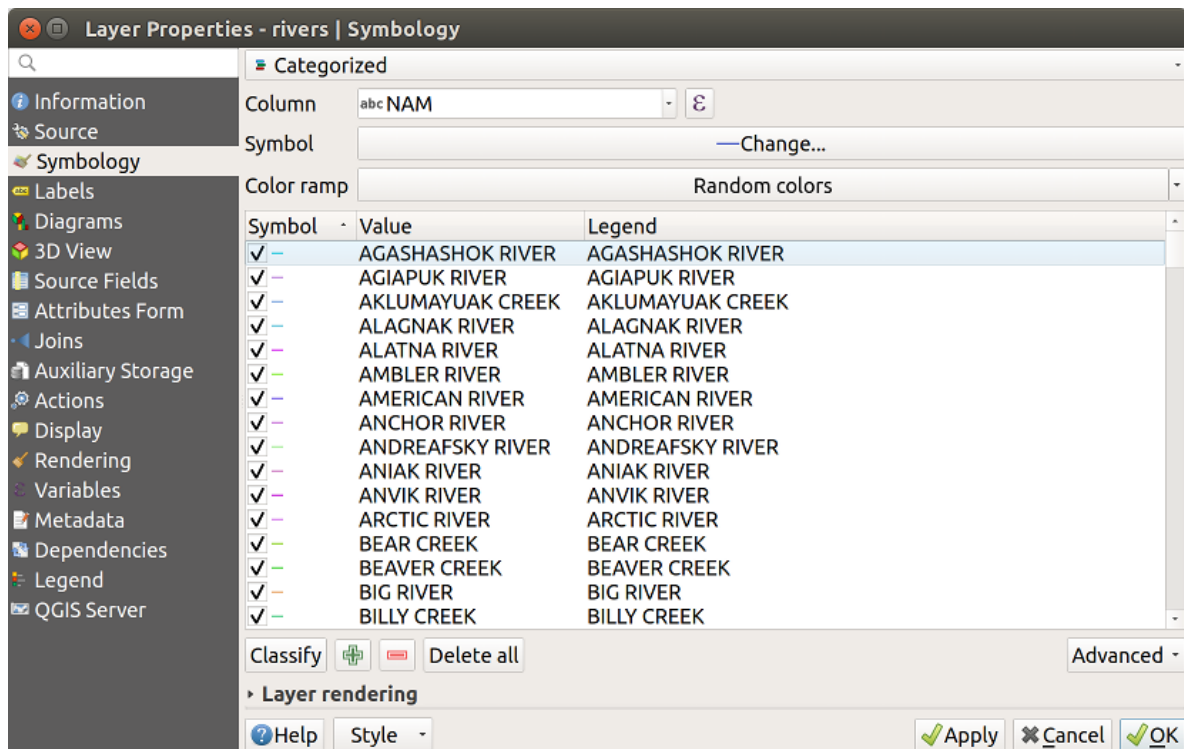 Layer Properties - rivers | Symbology
Information
Source
Symbology
Labels
Diagrams
3D View
Source Fields
Attributes Form
Joins
Auxiliary Storage
Actions
Display
Rendering
Variables
Metadata
Dependencies
Legend
QGIS Server
Categorized
Column abc NAM ε
Symbol Change...
Color ramp Random colors
Symbol Value Legend
AGASHASHOK RIVER AGASHASHOK RIVER
AGIAPUK RIVER AGIAPUK RIVER
AKLUMAYUAK CREEK AKLUMAYUAK CREEK
ALAGNAK RIVER ALAGNAK RIVER
ALATNA RIVER ALATNA RIVER
AMBLER RIVER AMBLER RIVER
AMERICAN RIVER AMERICAN RIVER
ANCHOR RIVER ANCHOR RIVER
ANDREAFSKY RIVER ANDREAFSKY RIVER
ANIAK RIVER ANIAK RIVER
ANVIK RIVER ANVIK RIVER
ARCTIC RIVER ARCTIC RIVER
BEAR CREEK BEAR CREEK
BEAVER CREEK BEAVER CREEK
BIG RIVER BIG RIVER
BILLY CREEK BILLY CREEK
Classify Delete all Advanced
Layer rendering
Help Style Apply Cancel OK